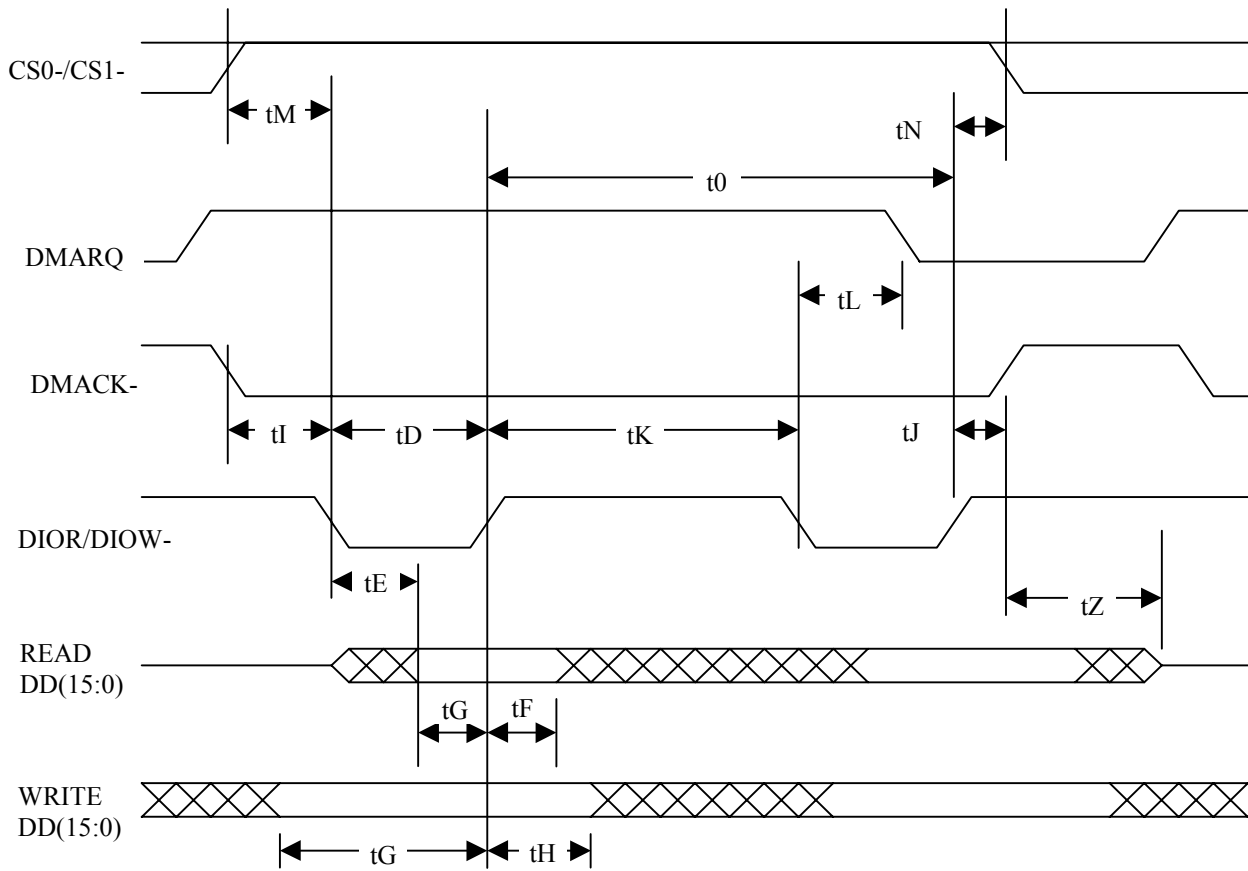 CS0-/CS1-
tM
tN
t0
DMARQ
tL
DMACK-
tI
tD
tK
tJ
DIOR/DIOW-
tE
tZ
READ
DD(15:0)
tG
tF
WRITE
DD(15:0)
tG
tH